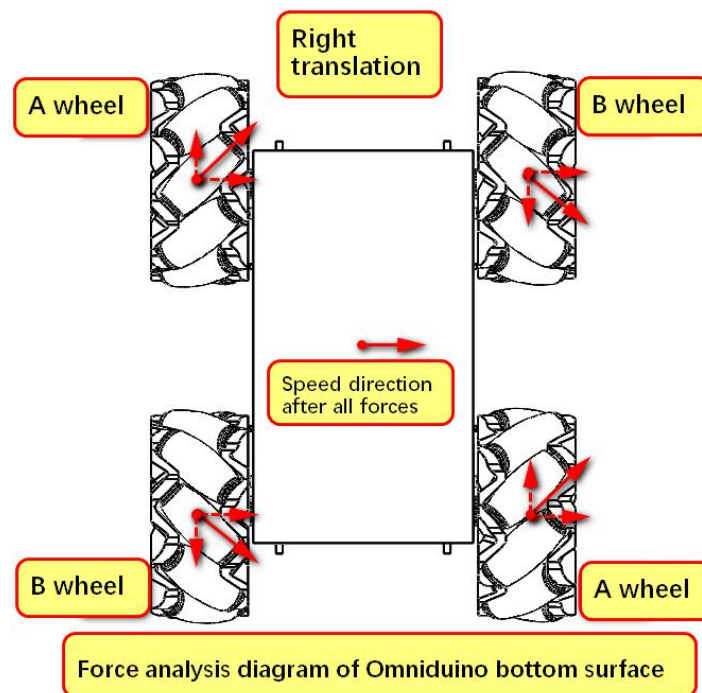 Right
translation
A wheel
B wheel
Speed direction
after all forces
B wheel
A wheel
Force analysis diagram of Omniduino bottom surface